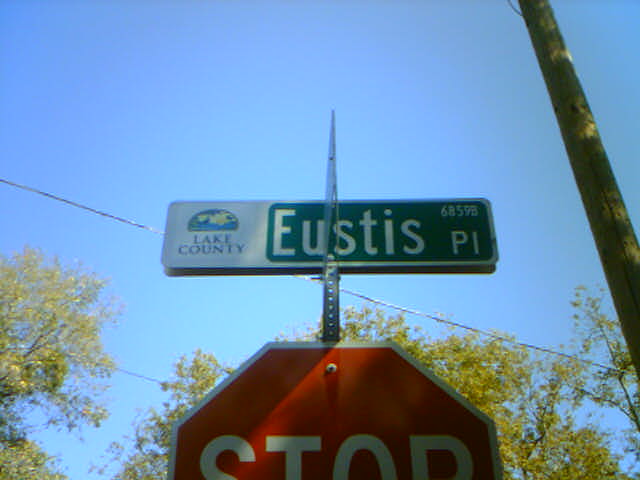 LAKE
COUNTY
Eustis Pl
6859B
STOP